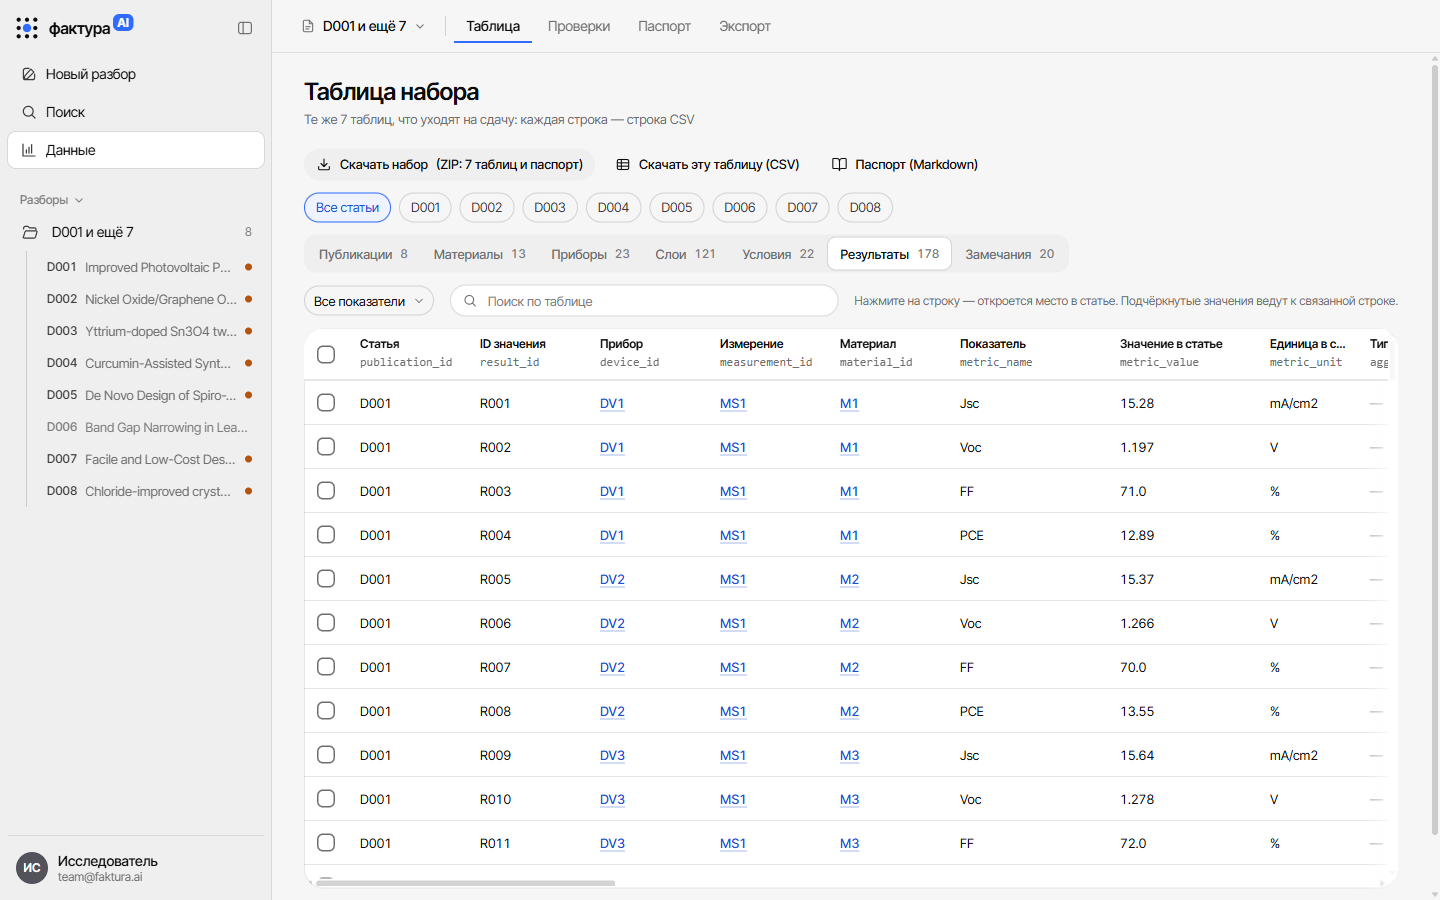 фактура AI
Новый разбор
Поиск
Данные
Разборы
D001 и ещё 7 8
D001 Improved Photovoltaic P...
D002 Nickel Oxide/Graphene O...
D003 Yttrium-doped Sn3O4 tw...
D004 Curcumin-Assisted Synt...
D005 De Novo Design of Spiro-...
D006 Band Gap Narrowing in Lea...
D007 Facile and Low-Cost Des...
D008 Chloride-improved cryst...
ИС Исследователь
team@faktura.ai
D001 и ещё 7 Таблица Проверки Паспорт Экспорт
Таблица набора
Те же 7 таблиц, что уходят на сдачу: каждая строка — строка CSV
Скачать набор (ZIP: 7 таблиц и паспорт) Скачать эту таблицу (CSV) Паспорт (Markdown)
Все статьи D001 D002 D003 D004 D005 D006 D007 D008
Публикации 8 Материалы 13 Приборы 23 Слои 121 Условия 22 Результаты 178 Замечания 20
Все показатели Поиск по таблице Нажмите на строку — откроется место в статье. Подчёркнутые значения ведут к связанной строке.
Статья ID значения Прибор Измерение Материал Показатель Значение в статье Единица в с... Тип
publication_id result_id device_id measurement_id material_id metric_name metric_value metric_unit agg
D001 R001 DV1 MS1 M1 Jsc 15.28 mA/cm2 —
D001 R002 DV1 MS1 M1 Voc 1.197 V —
D001 R003 DV1 MS1 M1 FF 71.0 % —
D001 R004 DV1 MS1 M1 PCE 12.89 % —
D001 R005 DV2 MS1 M2 Jsc 15.37 mA/cm2 —
D001 R006 DV2 MS1 M2 Voc 1.266 V —
D001 R007 DV2 MS1 M2 FF 70.0 % —
D001 R008 DV2 MS1 M2 PCE 13.55 % —
D001 R009 DV3 MS1 M3 Jsc 15.64 mA/cm2 —
D001 R010 DV3 MS1 M3 Voc 1.278 V —
D001 R011 DV3 MS1 M3 FF 72.0 % —